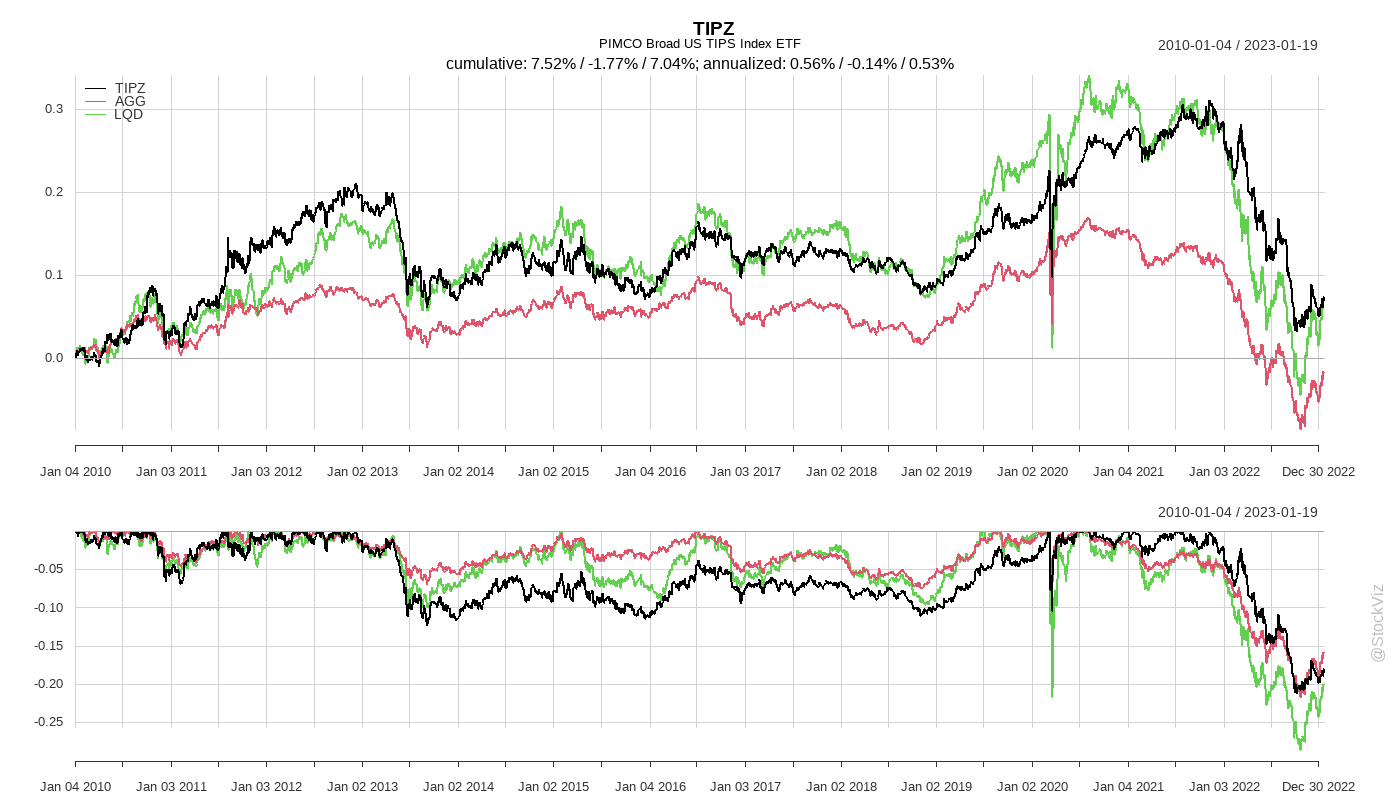 TIPZ
PIMCO Broad US TIPS Index ETF
2010-01-04 / 2023-01-19
cumulative: 7.52% / -1.77% / 7.04%; annualized: 0.56% / -0.14% / 0.53%
TIPZ
AGG
LQD
0.3
0.2
0.1
0.0
Jan 04 2010 Jan 03 2011 Jan 03 2012 Jan 02 2013 Jan 02 2014 Jan 02 2015 Jan 04 2016 Jan 03 2017 Jan 02 2018 Jan 02 2019 Jan 02 2020 Jan 04 2021 Jan 03 2022 Dec 30 2022
2010-01-04 / 2023-01-19
-0.05
-0.10
-0.15
-0.20
-0.25
Jan 04 2010 Jan 03 2011 Jan 03 2012 Jan 02 2013 Jan 02 2014 Jan 02 2015 Jan 04 2016 Jan 03 2017 Jan 02 2018 Jan 02 2019 Jan 02 2020 Jan 04 2021 Jan 03 2022 Dec 30 2022
@StockViz